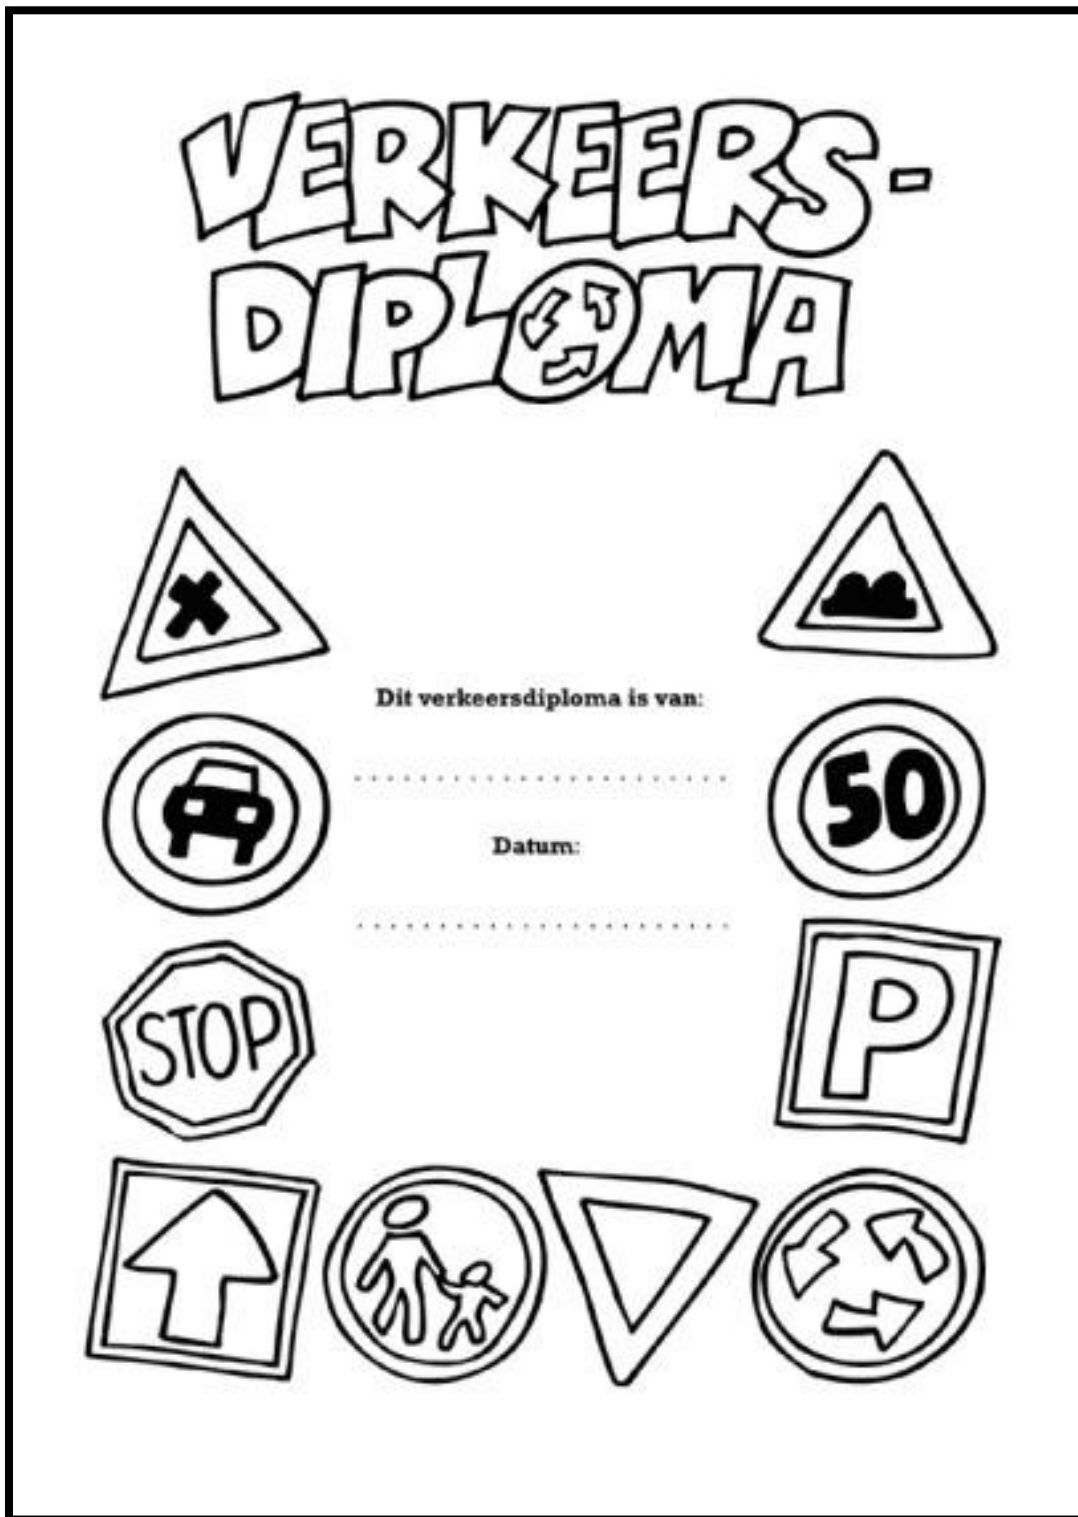 VERKEERS-
DIPLOMA
Dit verkeersdiploma is van:
Datum:
50
STOP
P